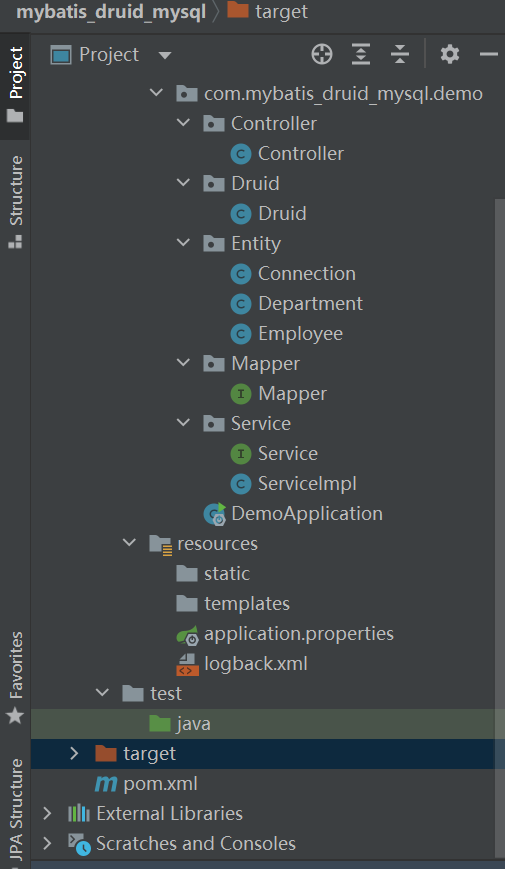 mybatis_druid_mysql 〉 target
Project
com.mybatis_druid_mysql.demo
Controller
Controller
Druid
Druid
Entity
Connection
Department
Employee
Mapper
Mapper
Service
Service
ServiceImpl
DemoApplication
resources
static
templates
application.properties
logback.xml
test
java
target
pom.xml
External Libraries
Scratches and Consoles
Project
Structure
Favorites
JPA Structure